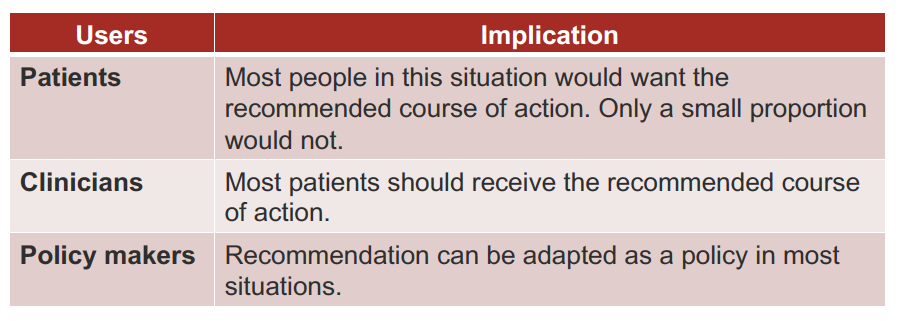 Users
Implication
Patients
Most people in this situation would want the
recommended course of action. Only a small proportion
would not.
Clinicians
Most patients should receive the recommended course
of action.
Policy makers
Recommendation can be adapted as a policy in most
situations.